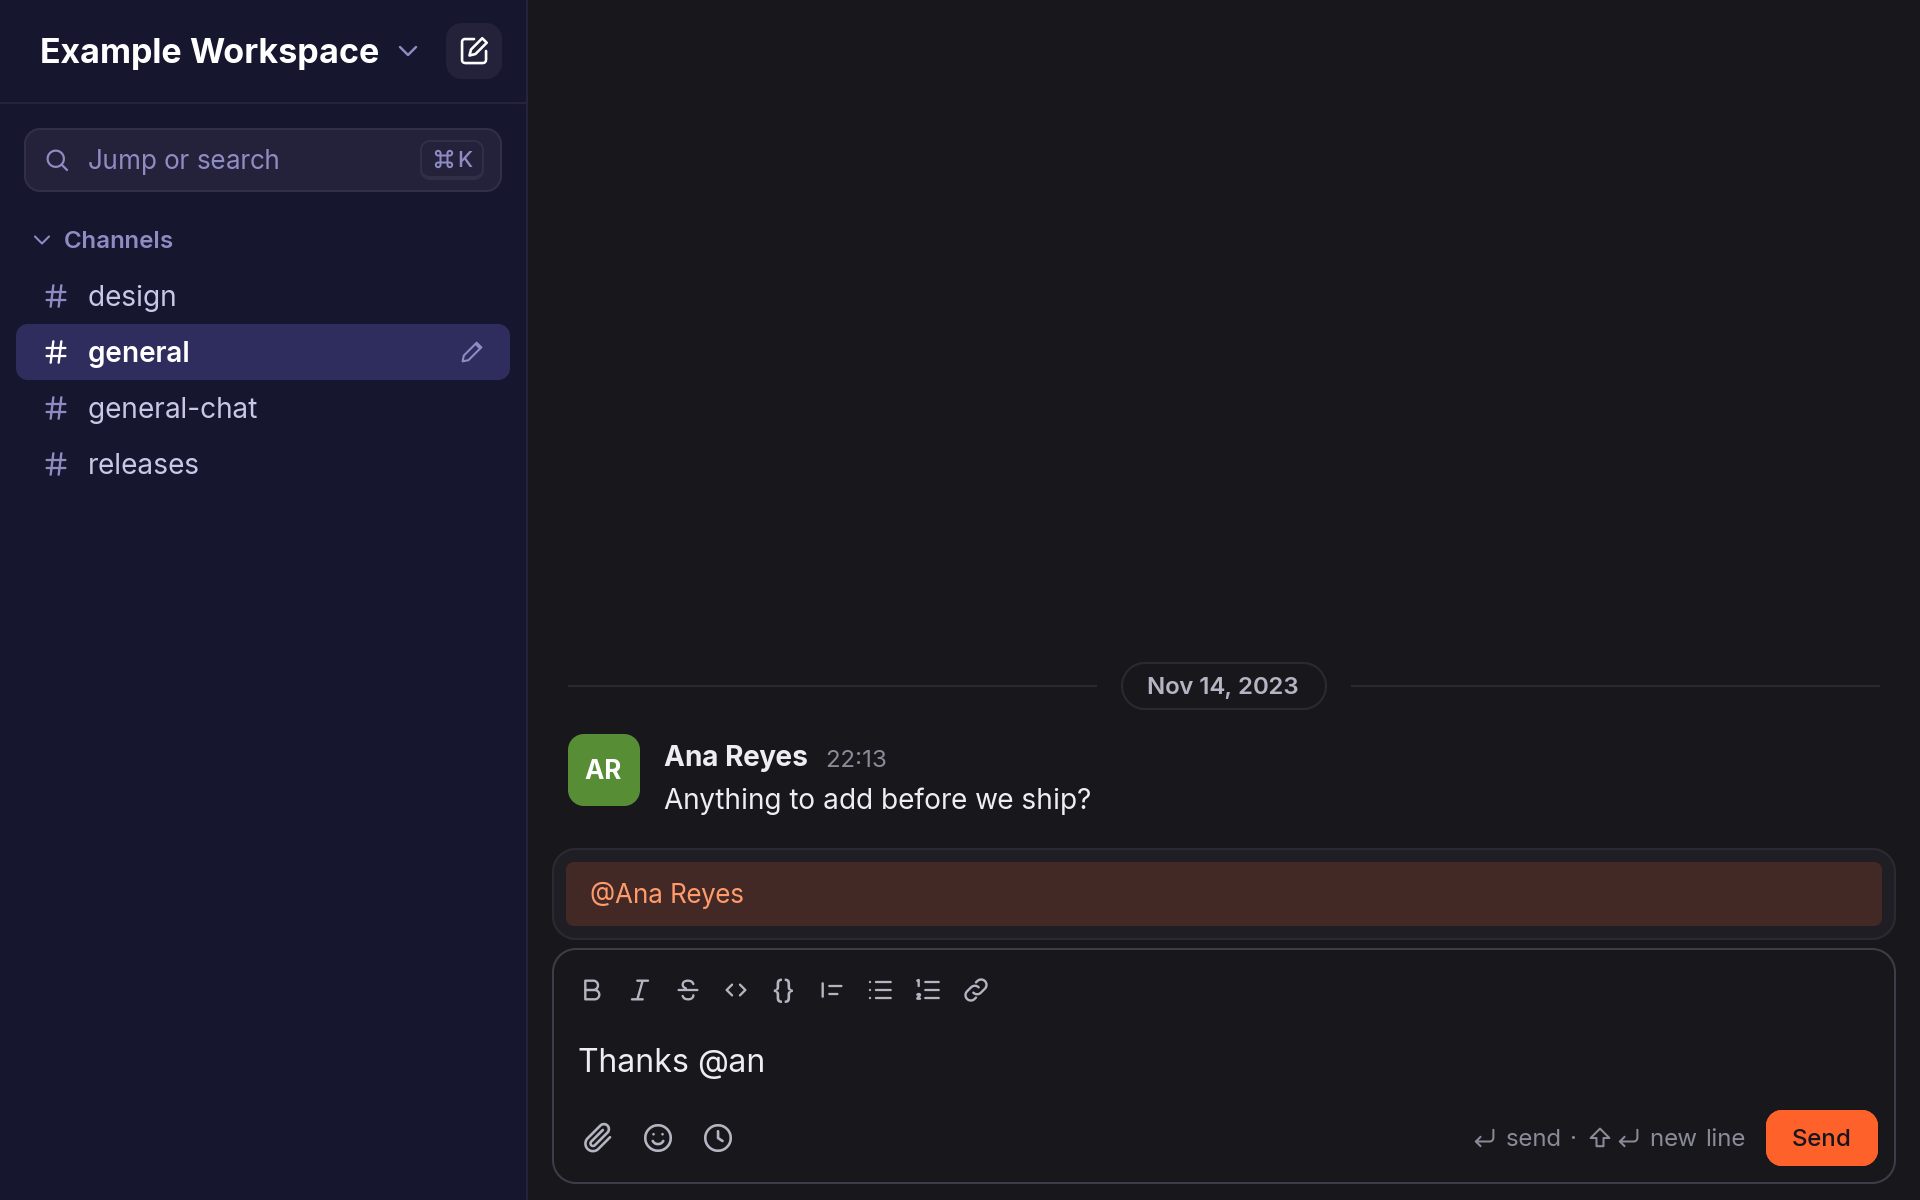 Example Workspace
Jump or search ⌘K
Channels
# design
# general
# general-chat
# releases
Nov 14, 2023
AR
Ana Reyes 22:13
Anything to add before we ship?
@Ana Reyes
Thanks @an
send · new line
Send